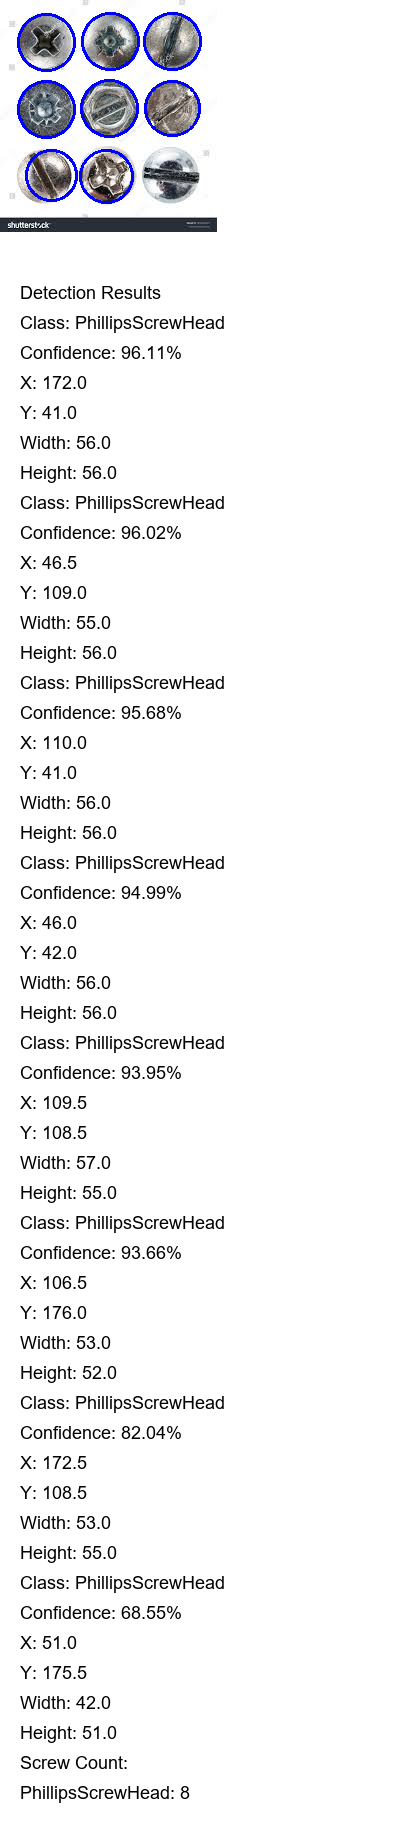 shutterstock
Detection Results
Class: PhillipsScrewHead
Confidence: 96.11%
X: 172.0
Y: 41.0
Width: 56.0
Height: 56.0
Class: PhillipsScrewHead
Confidence: 96.02%
X: 46.5
Y: 109.0
Width: 55.0
Height: 56.0
Class: PhillipsScrewHead
Confidence: 95.68%
X: 110.0
Y: 41.0
Width: 56.0
Height: 56.0
Class: PhillipsScrewHead
Confidence: 94.99%
X: 46.0
Y: 42.0
Width: 56.0
Height: 56.0
Class: PhillipsScrewHead
Confidence: 93.95%
X: 109.5
Y: 108.5
Width: 57.0
Height: 55.0
Class: PhillipsScrewHead
Confidence: 93.66%
X: 106.5
Y: 176.0
Width: 53.0
Height: 52.0
Class: PhillipsScrewHead
Confidence: 82.04%
X: 172.5
Y: 108.5
Width: 53.0
Height: 55.0
Class: PhillipsScrewHead
Confidence: 68.55%
X: 51.0
Y: 175.5
Width: 42.0
Height: 51.0
Screw Count:
PhillipsScrewHead: 8